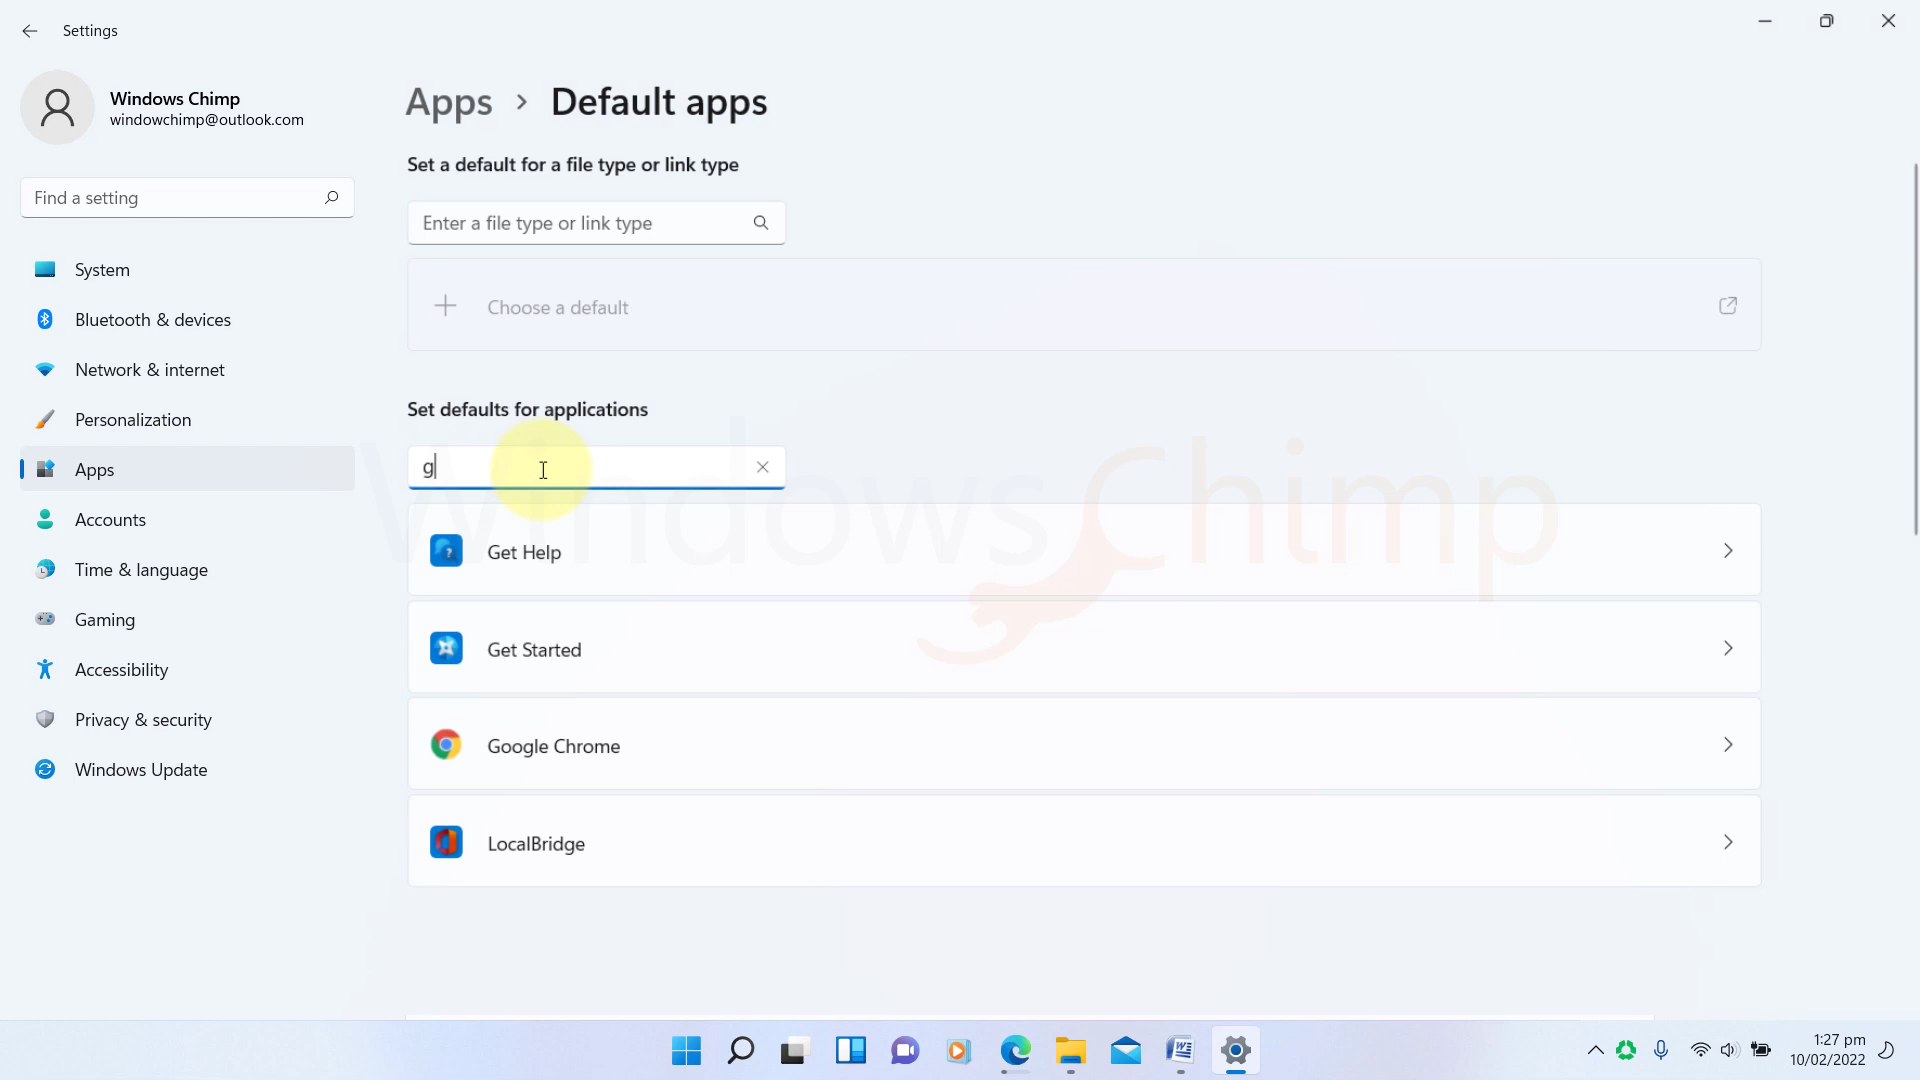 Settings
Windows Chimp
windowchimp@outlook.com
Find a setting
System
Bluetooth & devices
Network & internet
Personalization
Apps
Accounts
Time & language
Gaming
Accessibility
Privacy & security
Windows Update
Apps > Default apps
Set a default for a file type or link type
Enter a file type or link type
Choose a default
Set defaults for applications
g
Get Help
Get Started
Google Chrome
LocalBridge
WindowsChimp
1:27 pm
10/02/2022